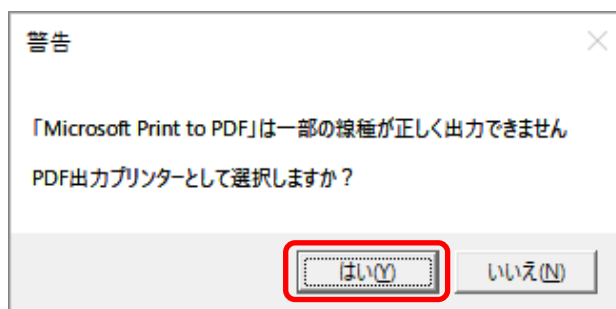 警告
「Microsoft Print to PDF」は一部の線種が正しく出力できません
PDF出力プリンターとして選択しますか？
はい(Y)
いいえ(N)